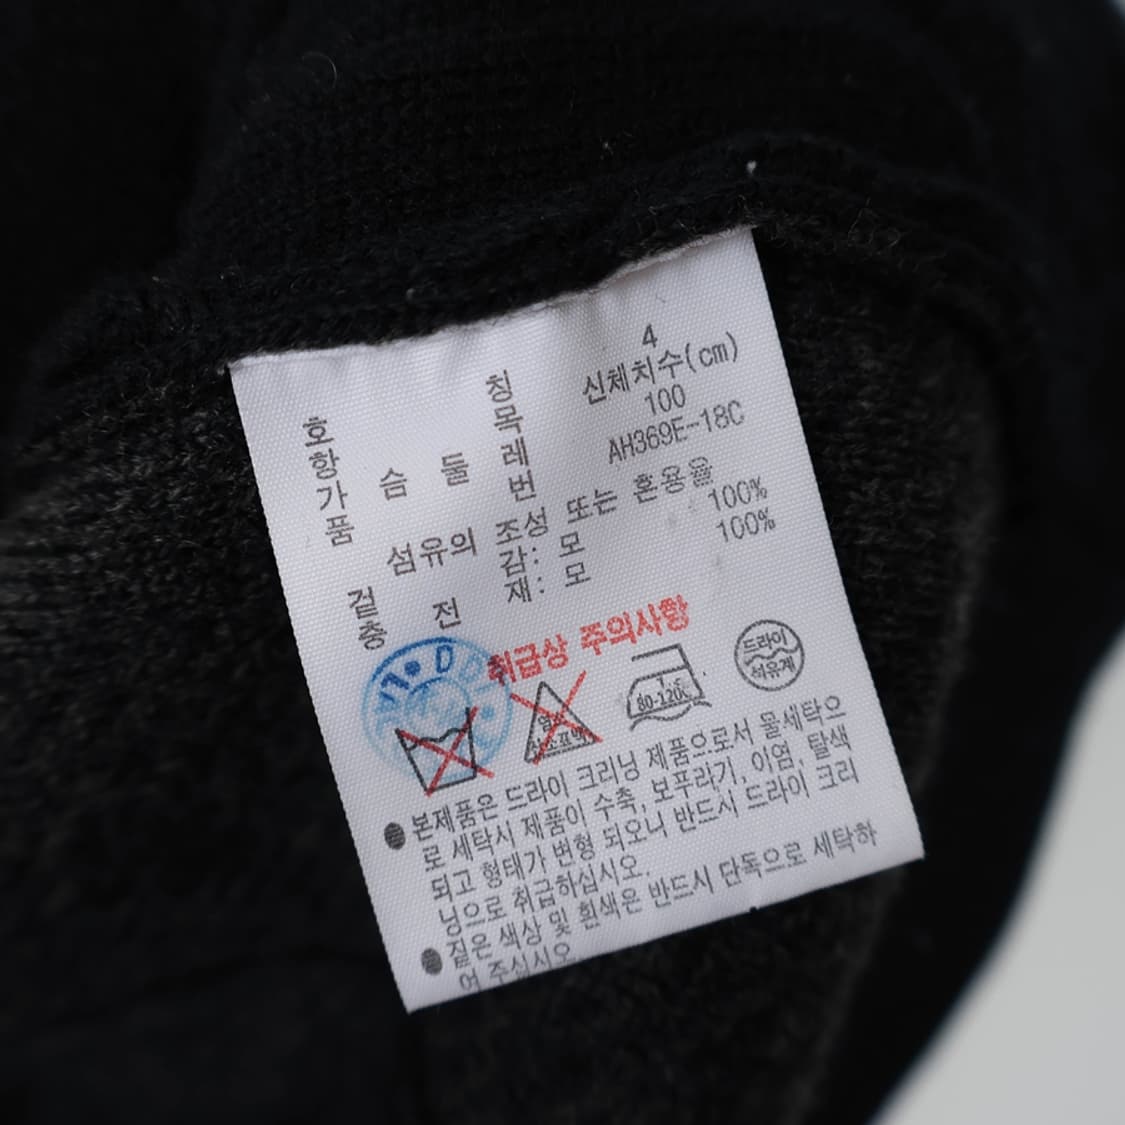 호칭 4
항목 신체치수(cm)
가슴둘레 100
품번 AH369E-18C
섬유의 조성 또는 혼용율
겉감: 모 100%
충전재: 모 100%
취급상 주의사항
80-120℃
드라이
석유계
● 본제품은 드라이 크리닝 제품으로서 물세탁으
로 세탁시 제품이 수축, 보푸라기, 이염, 탈색
되고 형태가 변형 되오니 반드시 드라이 크리
닝으로 취급하십시오.
● 짙은 색상 및 흰색은 반드시 단독으로 세탁하
여 주십시오